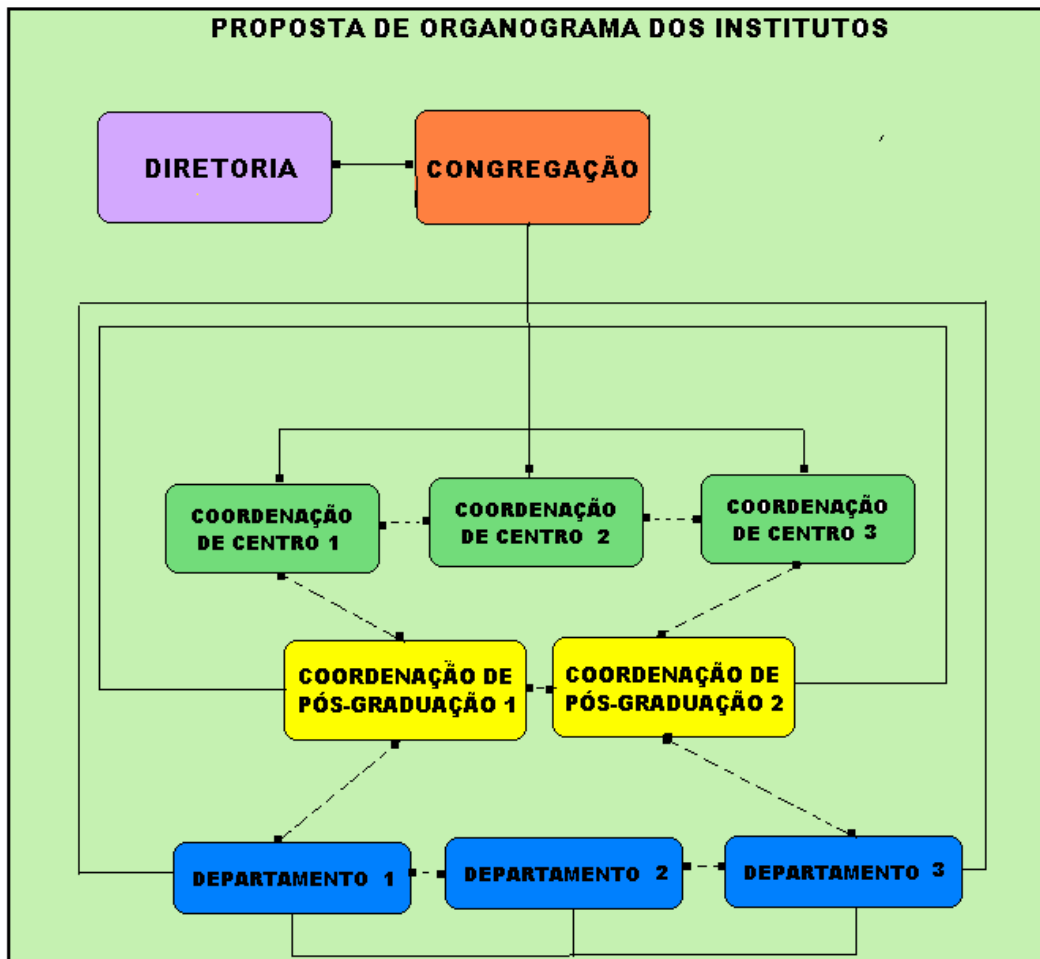 PROPOSTA DE ORGANOGRAMA DOS INSTITUTOS
DIRETORIA
CONGREGAÇÃO
COORDENAÇÃO
DE CENTRO 1
COORDENAÇÃO
DE CENTRO 2
COORDENAÇÃO
DE CENTRO 3
COORDENAÇÃO DE
PÓS-GRADUAÇÃO 1
COORDENAÇÃO DE
PÓS-GRADUAÇÃO 2
DEPARTAMENTO 1
DEPARTAMENTO 2
DEPARTAMENTO 3